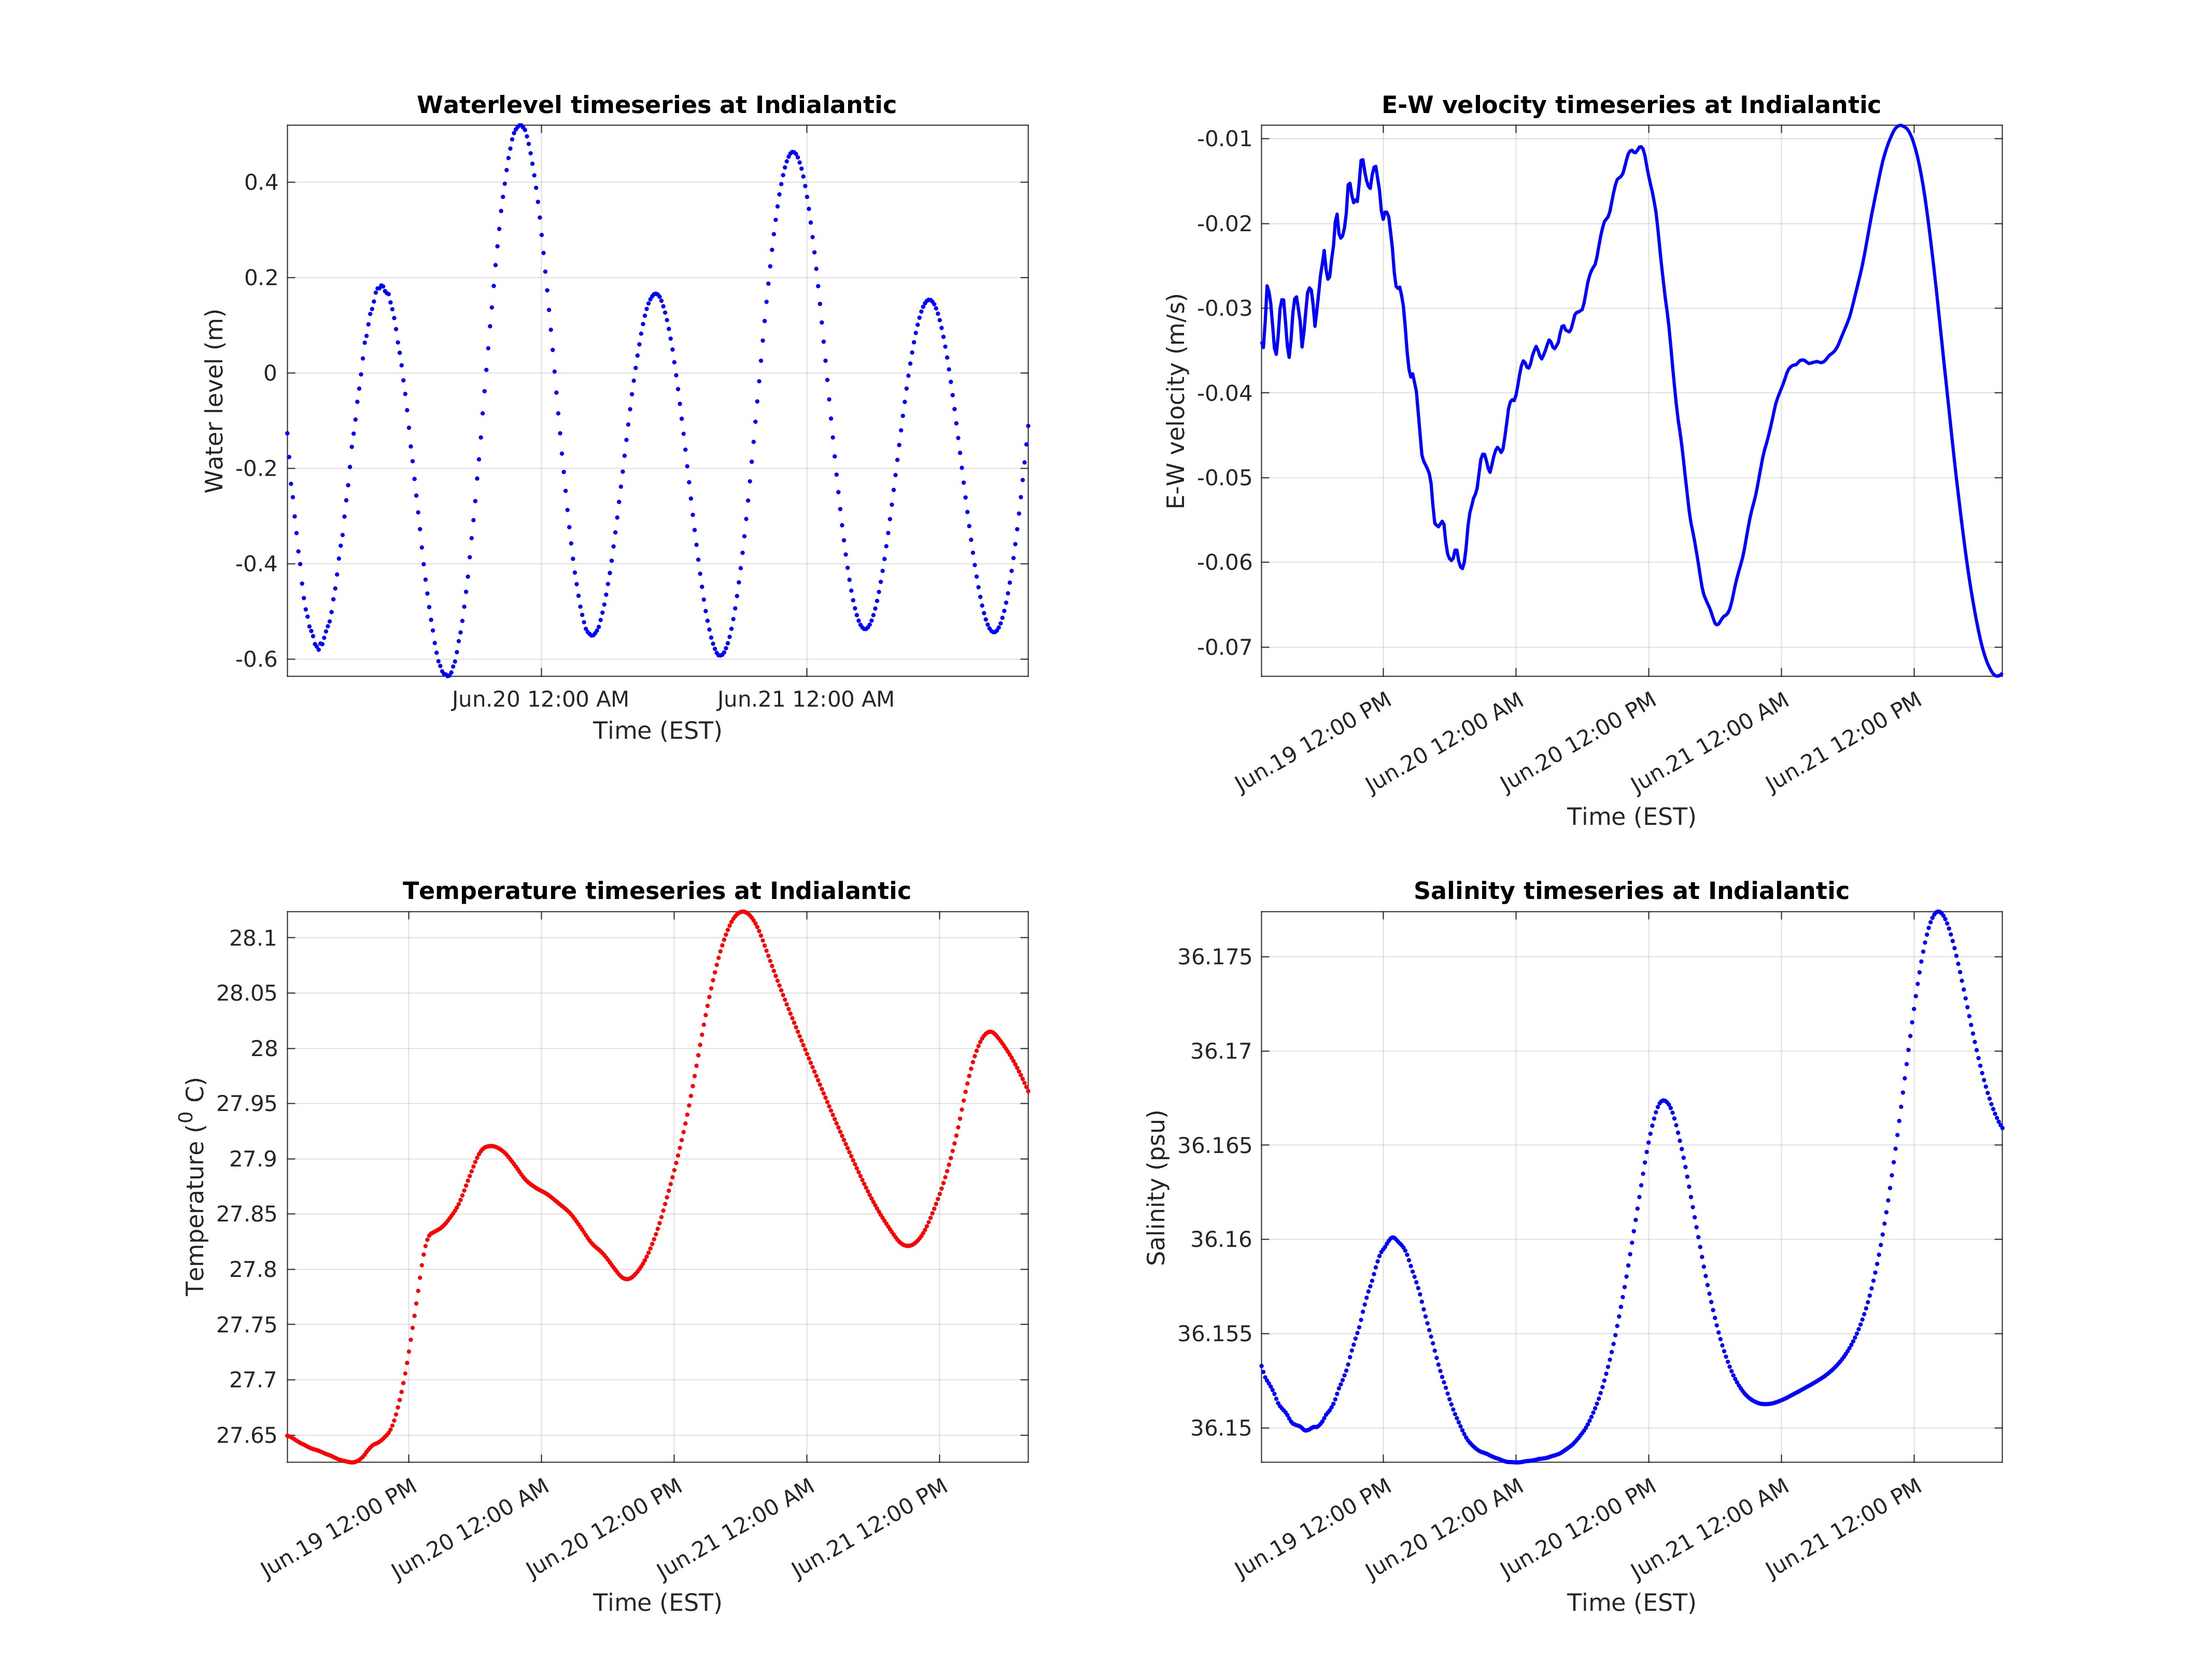 Waterlevel timeseries at Indialantic
0.4
0.2
0
-0.2
-0.4
-0.6
Water level (m)
Jun.20 12:00 AM
Jun.21 12:00 AM
Time (EST)
E-W velocity timeseries at Indialantic
-0.01
-0.02
-0.03
-0.04
-0.05
-0.06
-0.07
E-W velocity (m/s)
Jun.19 12:00 PM
Jun.20 12:00 AM
Jun.20 12:00 PM
Jun.21 12:00 AM
Jun.21 12:00 PM
Time (EST)
Temperature timeseries at Indialantic
28.1
28.05
28
27.95
27.9
27.85
27.8
27.75
27.7
27.65
Temperature (⁰ C)
Jun.19 12:00 PM
Jun.20 12:00 AM
Jun.20 12:00 PM
Jun.21 12:00 AM
Jun.21 12:00 PM
Time (EST)
Salinity timeseries at Indialantic
36.175
36.17
36.165
36.16
36.155
36.15
Salinity (psu)
Jun.19 12:00 PM
Jun.20 12:00 AM
Jun.20 12:00 PM
Jun.21 12:00 AM
Jun.21 12:00 PM
Time (EST)